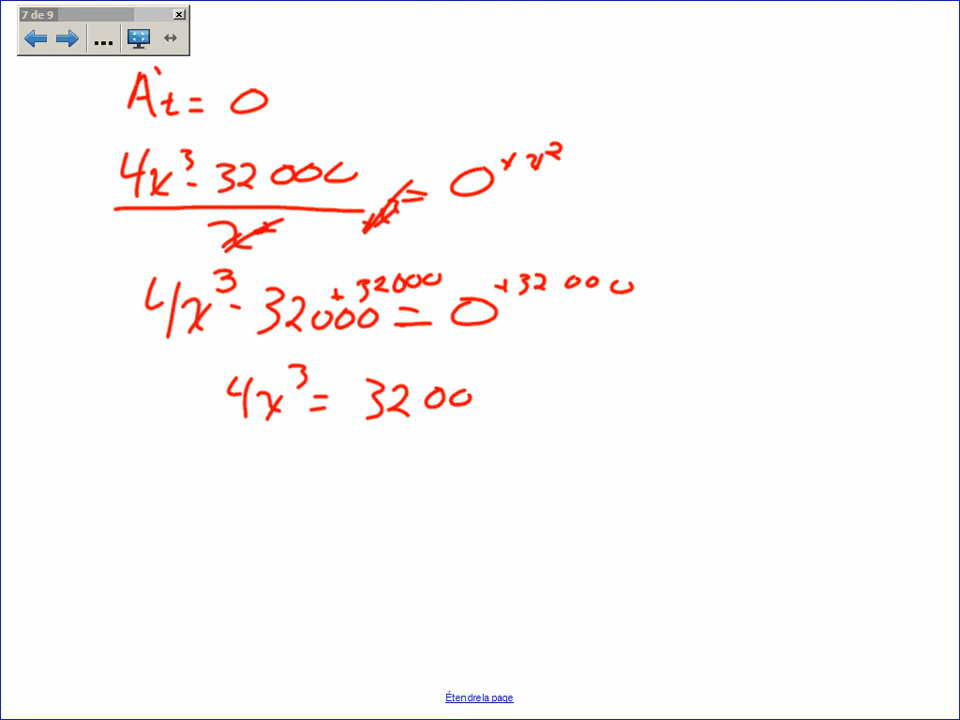 7 de 9
A't = 0
4x³ - 32000 / x² = 0 × x²
4x³ - 32000 + 32000 = 0 + 32000
4x³ = 3200
Étendre la page